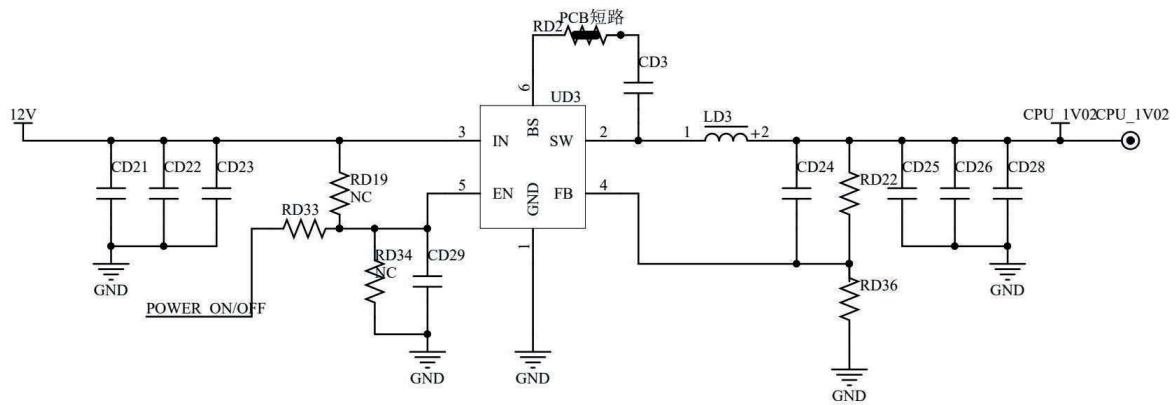 RD2
PCB短路
CD3
6
UD3
12V
3
IN
BS
SW
2
1
LD3
+2
CPU_1V02
CPU_1V02
CD21
CD22
CD23
RD19
NC
5
EN
GND
FB
4
CD24
RD22
CD25
CD26
CD28
RD33
RD34
NC
CD29
1
GND
POWER_ON/OFF
RD36
GND
GND
GND
GND